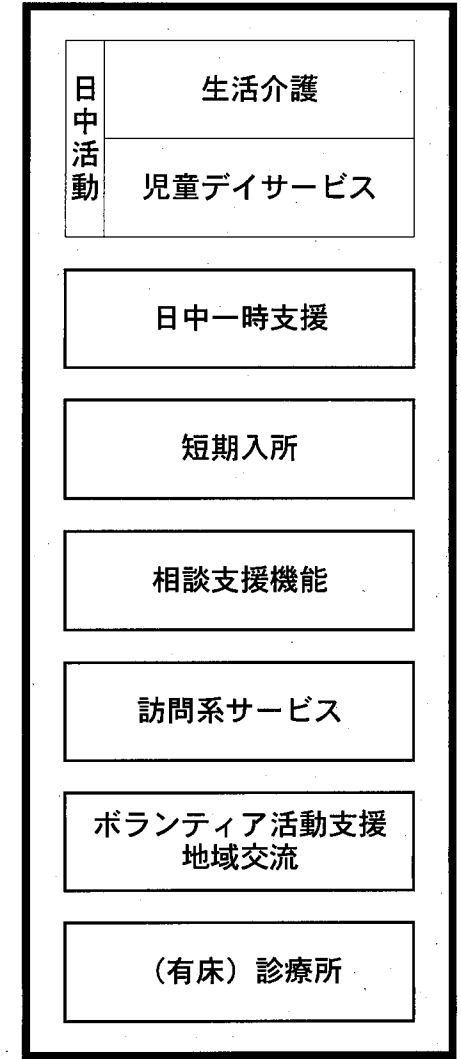 日中活動
生活介護
児童デイサービス
日中一時支援
短期入所
相談支援機能
訪問系サービス
ボランティア活動支援
地域交流
（有床）診療所